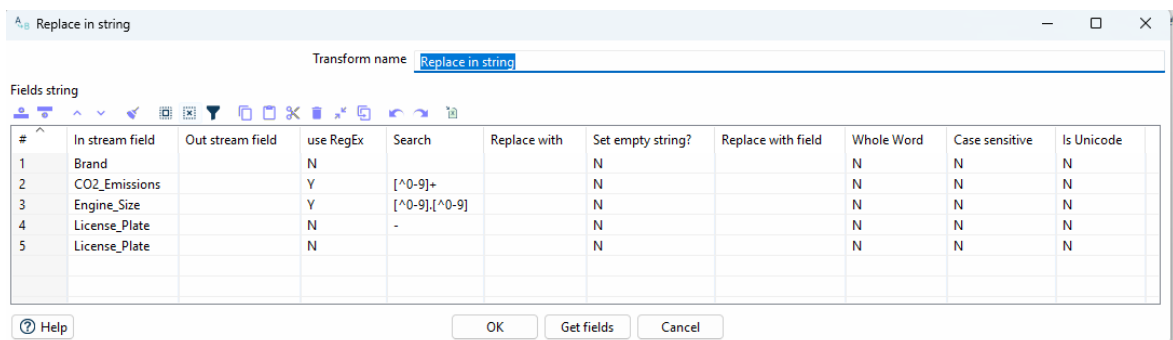 Replace in string
Transform name Replace in string
Fields string
# In stream field Out stream field use RegEx Search Replace with Set empty string? Replace with field Whole Word Case sensitive Is Unicode
1 Brand N N N N N
2 CO2_Emissions Y [^0-9]+ N N N N
3 Engine_Size Y [^0-9].[^0-9] N N N N
4 License_Plate N - N N N N
5 License_Plate N N N N N
Help OK Get fields Cancel